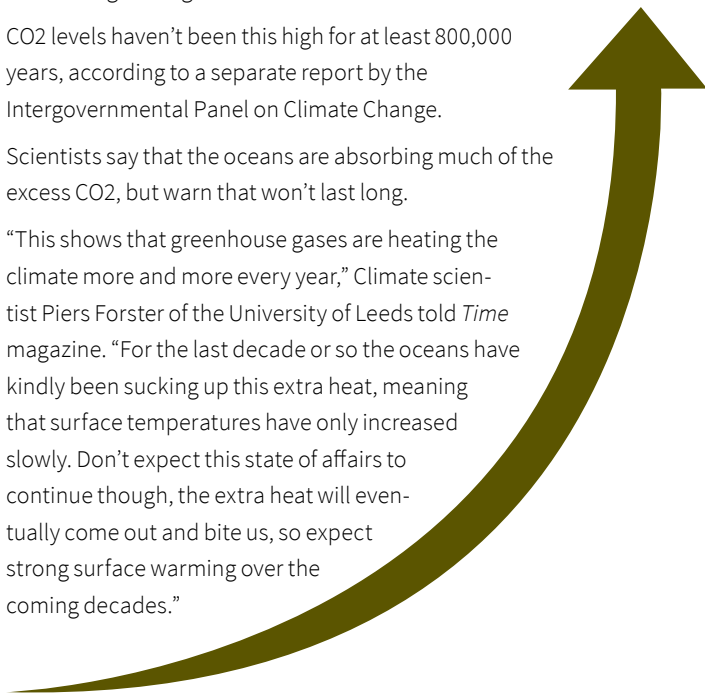 CO2 levels haven’t been this high for at least 800,000
years, according to a separate report by the
Intergovernmental Panel on Climate Change.
Scientists say that the oceans are absorbing much of the
excess CO2, but warn that won’t last long.
“This shows that greenhouse gases are heating the
climate more and more every year,” Climate scien-
tist Piers Forster of the University of Leeds told Time
magazine. “For the last decade or so the oceans have
kindly been sucking up this extra heat, meaning
that surface temperatures have only increased
slowly. Don’t expect this state of affairs to
continue though, the extra heat will even-
tually come out and bite us, so expect
strong surface warming over the
coming decades.”